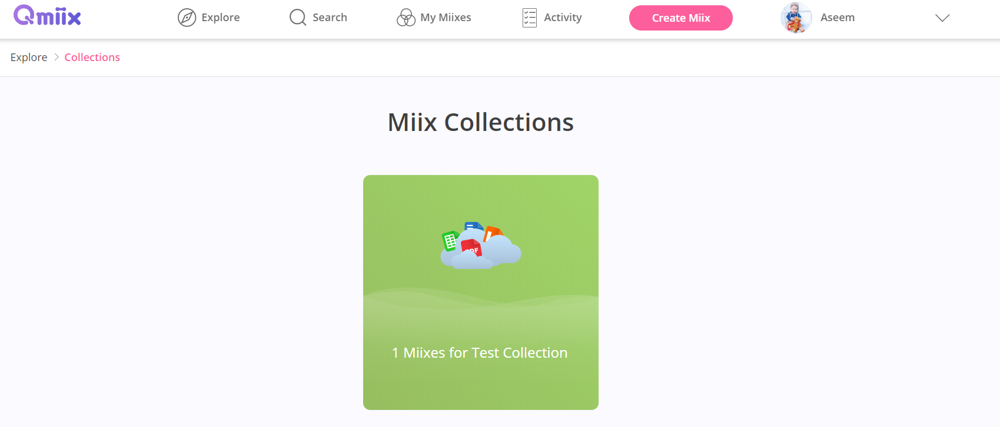 Qmiix
Explore
Search
My Miixes
Activity
Create Miix
Aseem
Explore > Collections
Miix Collections
PDF
1 Miixes for Test Collection